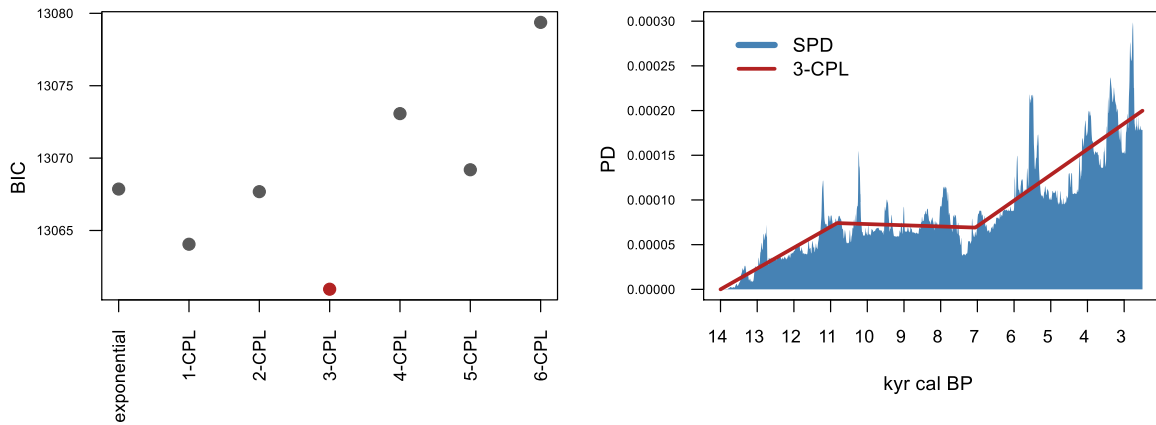 BIC
13080
13075
13070
13065
exponential
1-CPL
2-CPL
3-CPL
4-CPL
5-CPL
6-CPL
PD
0.00030
0.00025
0.00020
0.00015
0.00010
0.00005
0.00000
SPD
3-CPL
14 13 12 11 10 9 8 7 6 5 4 3
kyr cal BP